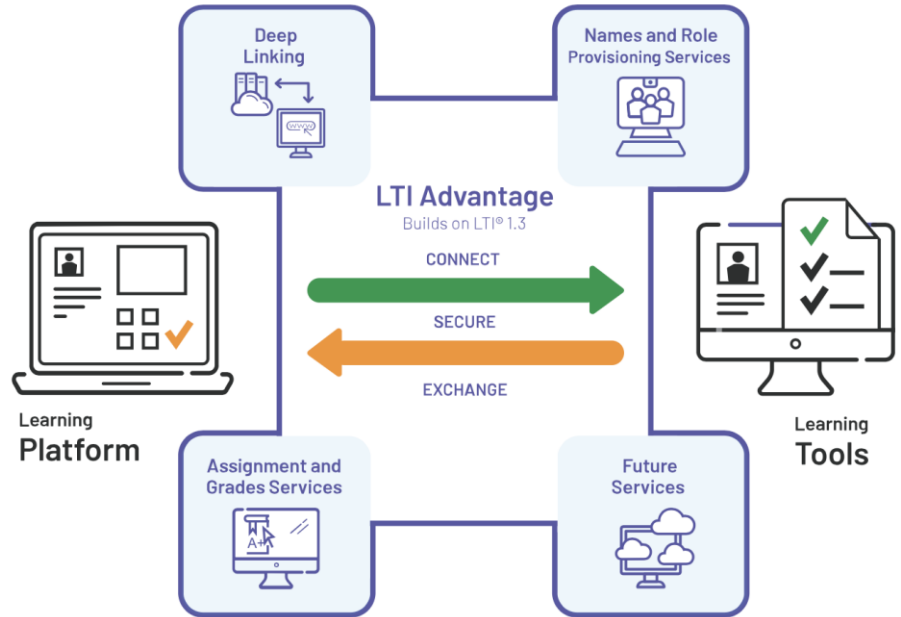 Deep
Linking
www
Names and Role
Provisioning Services
LTI Advantage
Builds on LTI® 1.3
CONNECT
SECURE
EXCHANGE
Learning
Platform
Learning
Tools
Assignment and
Grades Services
A+
Future
Services